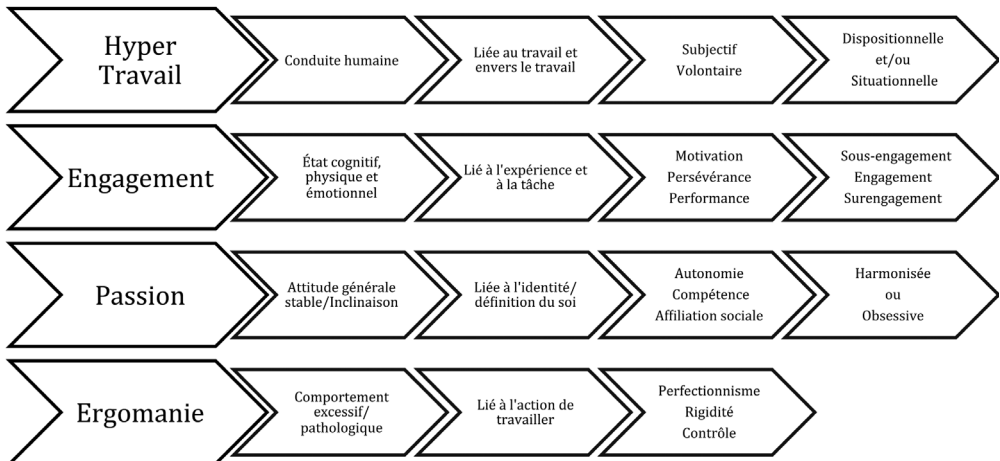 Hyper
Travail
Conduite humaine
Liée au travail et
envers le travail
Subjectif
Volontaire
Dispositionnelle
et/ou
Situationnelle
Engagement
État cognitif,
physique et
émotionnel
Lié à l'expérience et
à la tâche
Motivation
Persévérance
Performance
Sous-engagement
Engagement
Surengagement
Passion
Attitude générale
stable/Inclinaison
Liée à l'identité/
définition du soi
Autonomie
Compétence
Affiliation sociale
Harmonisée
ou
Obsessive
Ergomanie
Comportement
excessif/
pathologique
Lié à l'action de
travailler
Perfectionnisme
Rigidité
Contrôle